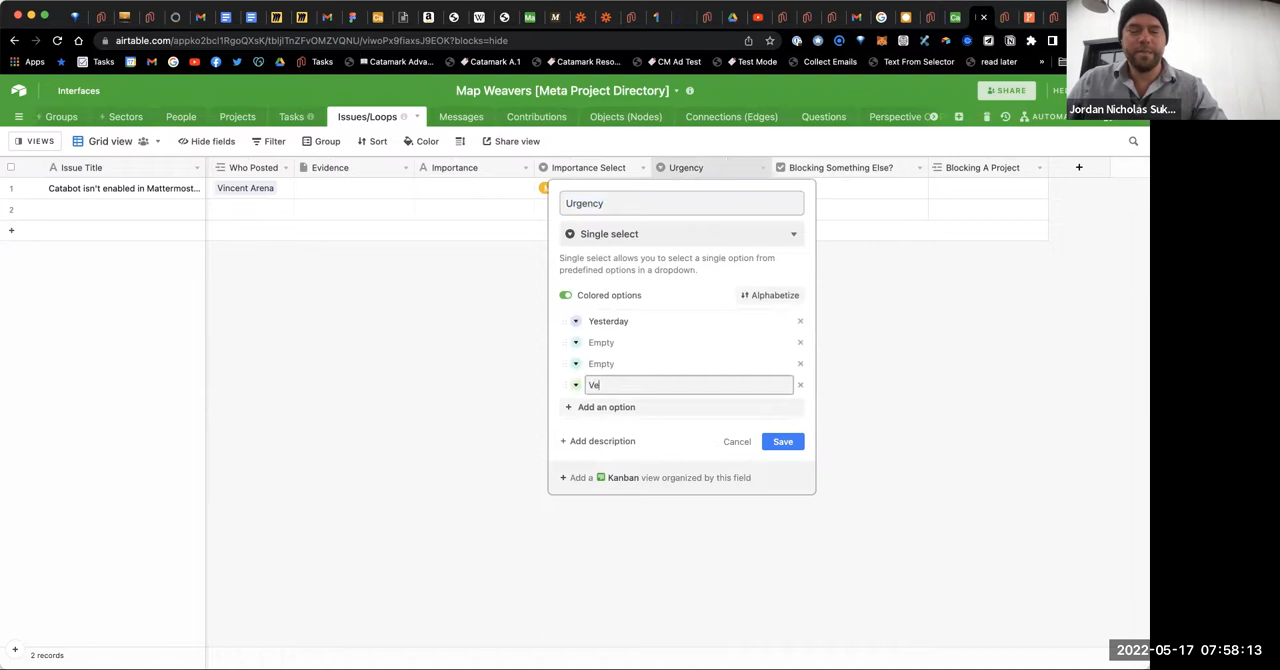 airtable.com/appko2bcl1RgoQXsK/tbljITnZFvOMZVQNU/viwoPx9fiaxsJ9EOK?blocks=hide
Apps
Tasks
Tasks
Catamark Adva...
Catamark A.1
Catamark Reso...
CM Ad Test
Test Mode
Collect Emails
Text From Selector
read later
»
Jordan Nicholas Suk...
Interfaces
Map Weavers [Meta Project Directory]
SHARE
Groups
Sectors
People
Projects
Tasks
Issues/Loops
Messages
Contributions
Objects (Nodes)
Connections (Edges)
Questions
Perspective
AUTOMA
VIEWS
Grid view
Hide fields
Filter
Group
Sort
Color
Share view
Issue Title
Who Posted
Evidence
Importance
Importance Select
Urgency
Blocking Something Else?
Blocking A Project
1
Catabot isn't enabled in Mattermost...
Vincent Arena
2
Urgency
Single select
Single select allows you to select a single option from
predefined options in a dropdown.
Colored options
Alphabetize
Yesterday
Empty
Empty
Ve
+ Add an option
+ Add description
Cancel
Save
+ Add a Kanban view organized by this field
2 records
2022-05-17 07:58:13